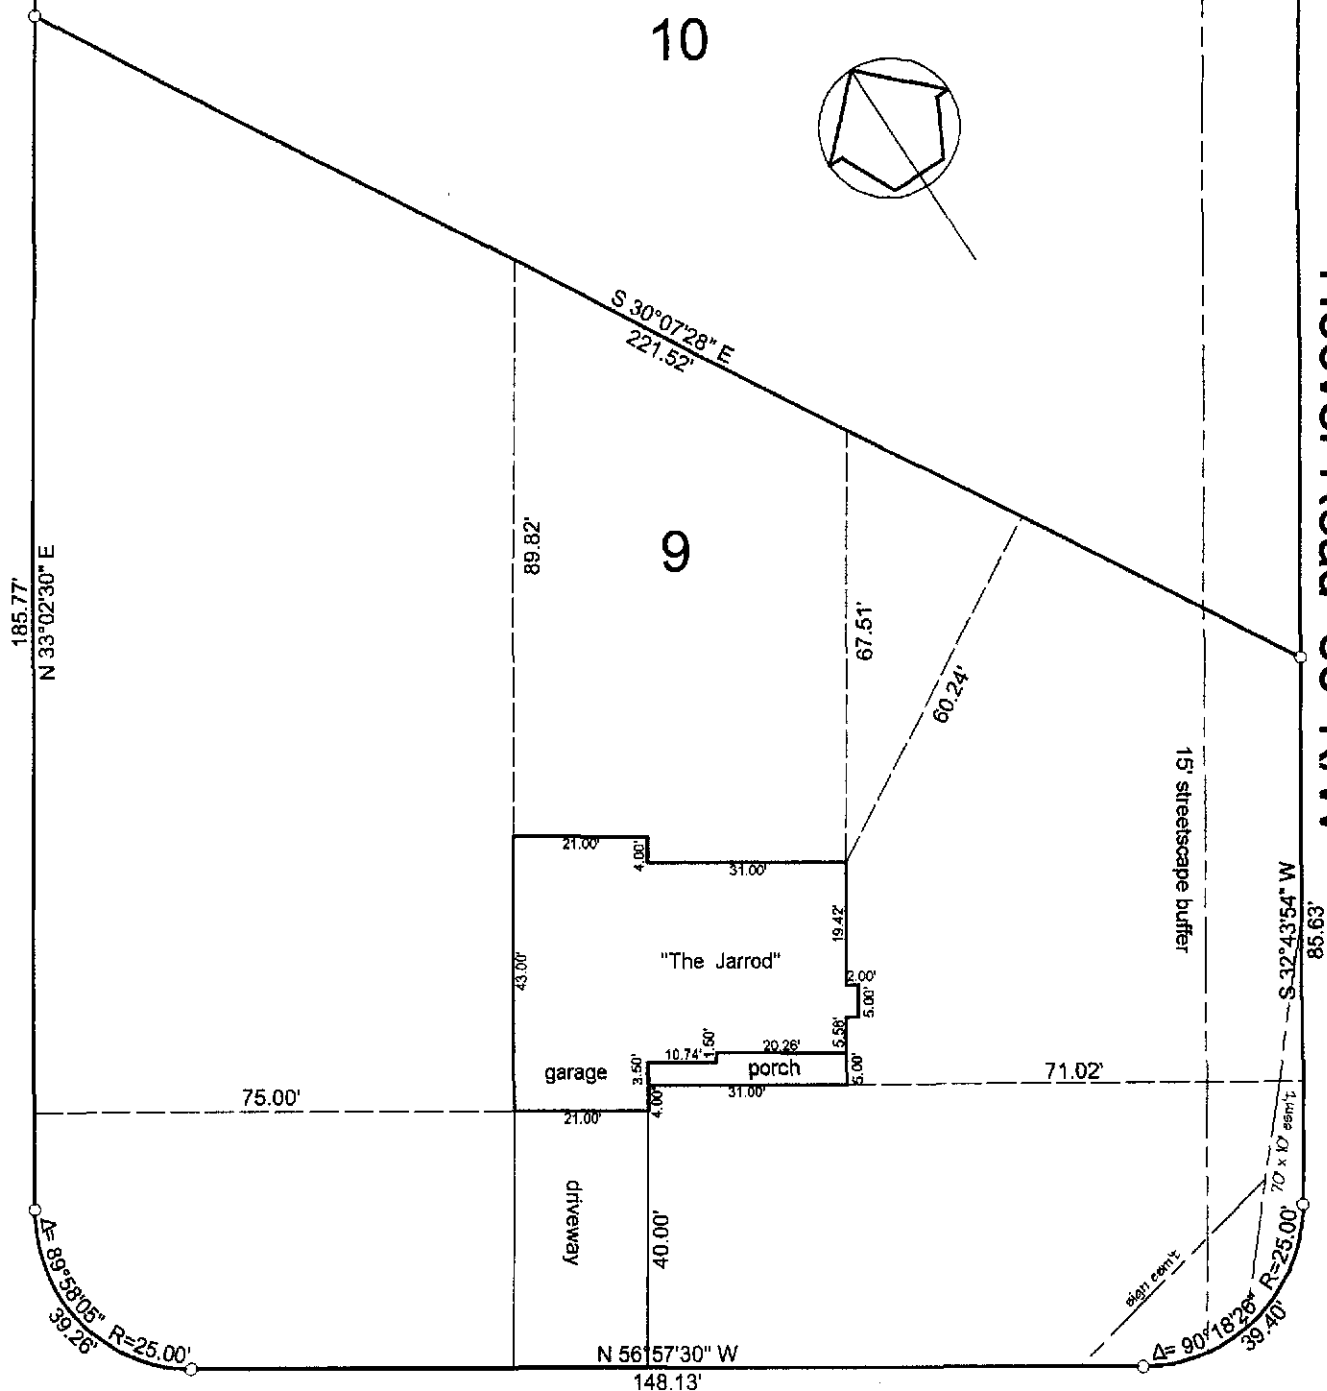 10
S 30°07'28" E
221.52'
9
89.82'
67.51'
60.24'
185.77'
N 33°02'30" E
15' streetscape buffer
S 32°43'54" W
85.63'
21.00'
4.00'
31.00'
19.42'
"The Jarrod"
43.00'
2.00'
5.00'
5.58'
1.50'
10.74'
20.26'
garage
3.50'
porch
5.00'
31.00'
4.00'
21.00'
75.00'
71.02'
driveway
40.00'
70' x 10' esm't
sign esm't
Δ= 89°58'05" R=25.00'
39.26'
Δ= 90°18'26" R=25.00'
39.40'
N 56°57'30" W
148.13'